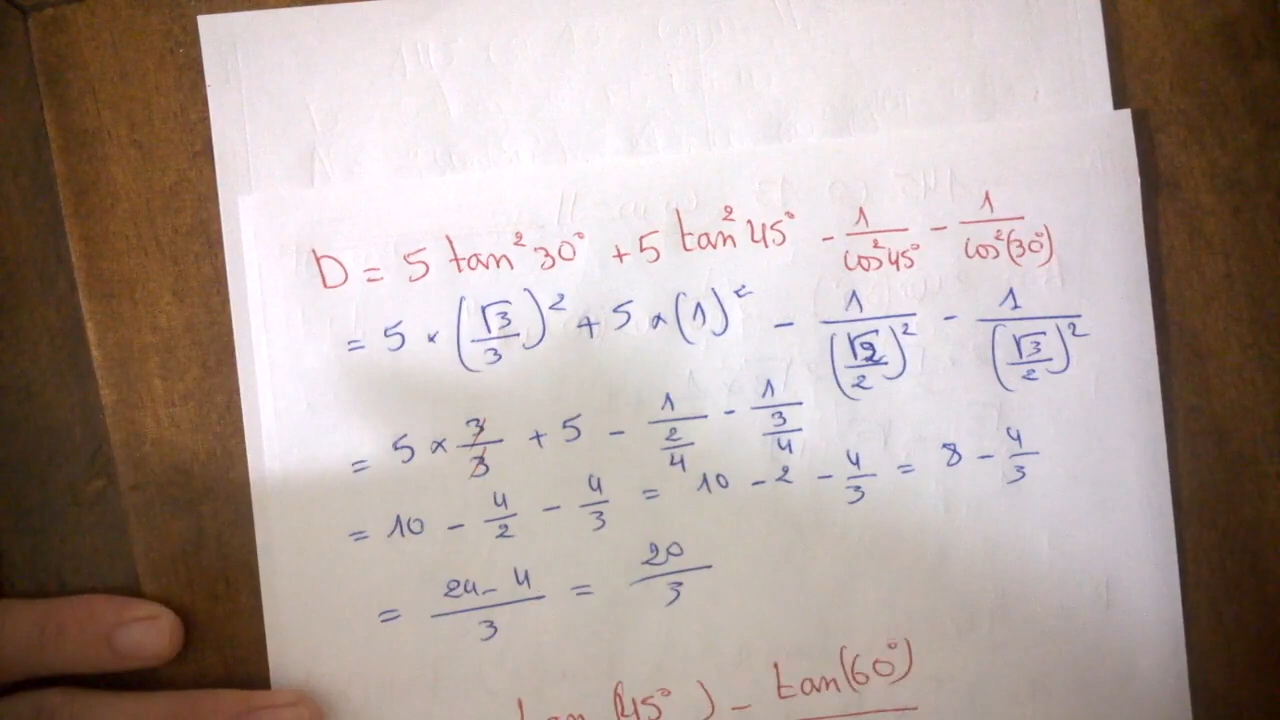 D = 5 tan²30° + 5 tan²45° - 1/cos²45° - 1/cos²(30°)
= 5 × (√3/3)² + 5 × (1)² - 1/(√2/2)² - 1/(√3/2)²
= 5 × 3/3 + 5 - 1/(2/4) - 1/(3/4)
= 10 - 4/2 - 4/3 = 10 - 2 - 4/3 = 8 - 4/3
= (24 - 4)/3 = 20/3
(45°) - tan(60°)